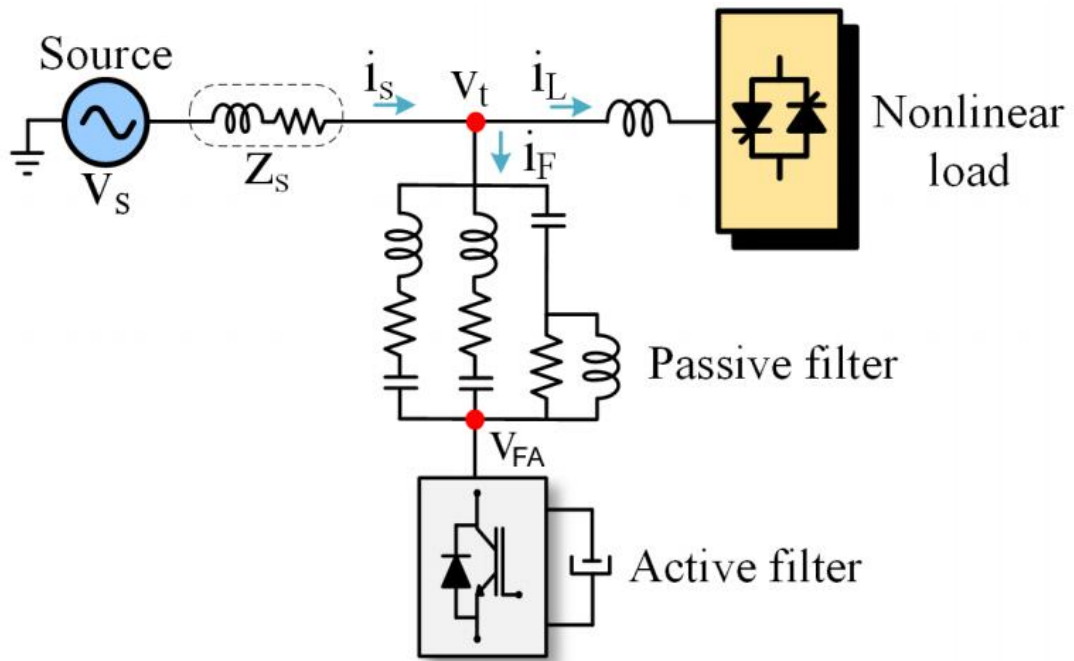 Source
Vs
Zs
is
Vt
iL
iF
Nonlinear
load
Passive filter
VFA
Active filter